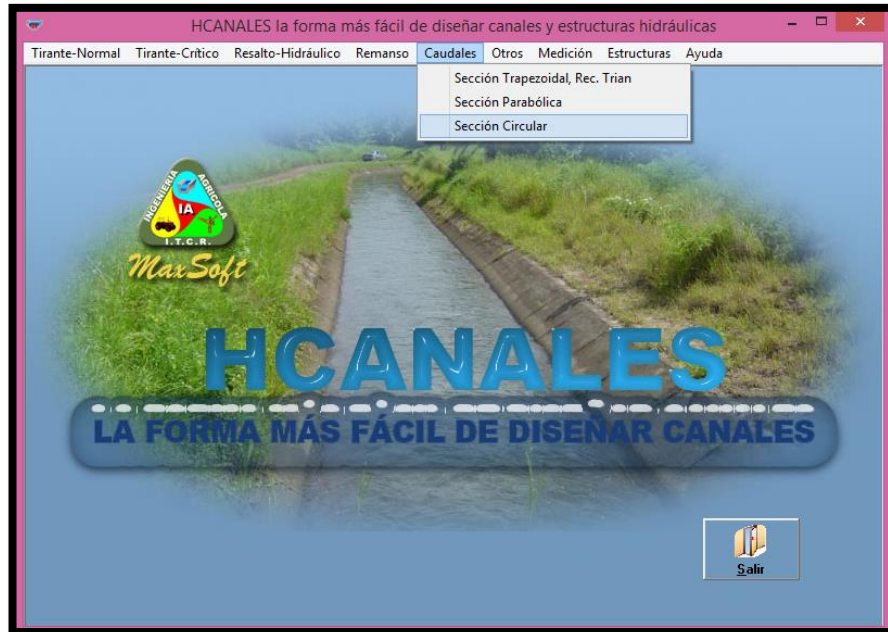 HCANALES la forma más fácil de diseñar canales y estructuras hidráulicas
Tirante-Normal Tirante-Crítico Resalto-Hidráulico Remanso Caudales Otros Medición Estructuras Ayuda
Sección Trapezoidal, Rec. Trian
Sección Parabólica
Sección Circular
INGENIERIA AGRICOLA
IA
I.T.C.R.
MaxSoft
HCANALES
LA FORMA MÁS FÁCIL DE DISEÑAR CANALES
Salir